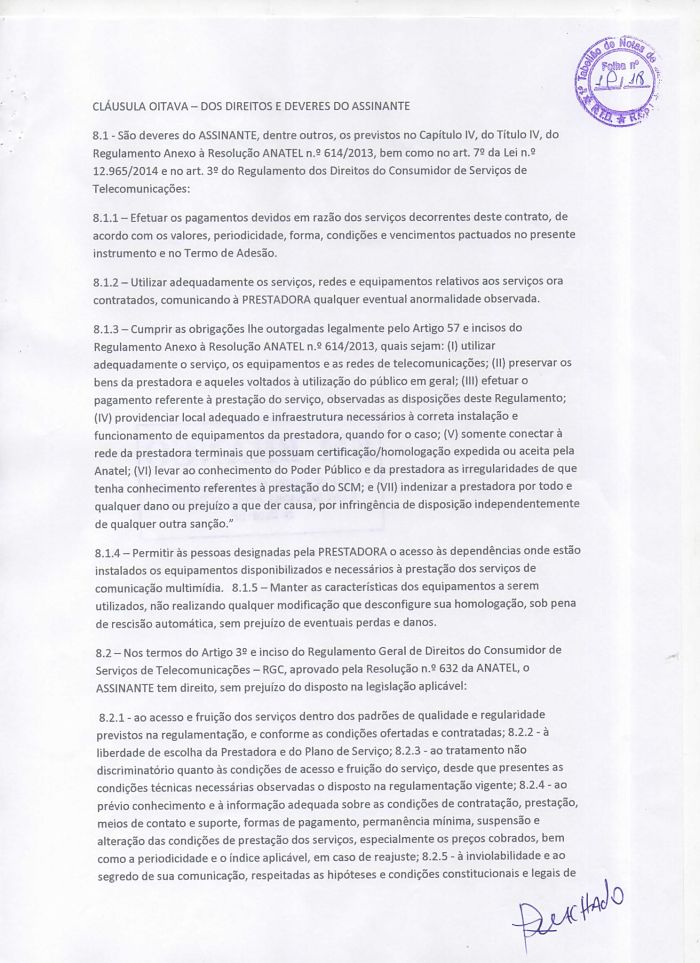 Tabelião de Notas de
Folha nº
R.T.D.
CLÁUSULA OITAVA – DOS DIREITOS E DEVERES DO ASSINANTE
8.1 - São deveres do ASSINANTE, dentre outros, os previstos no Capítulo IV, do Título IV, do
Regulamento Anexo à Resolução ANATEL n.º 614/2013, bem como no art. 7º da Lei n.º
12.965/2014 e no art. 3º do Regulamento dos Direitos do Consumidor de Serviços de
Telecomunicações:
8.1.1 – Efetuar os pagamentos devidos em razão dos serviços decorrentes deste contrato, de
acordo com os valores, periodicidade, forma, condições e vencimentos pactuados no presente
instrumento e no Termo de Adesão.
8.1.2 – Utilizar adequadamente os serviços, redes e equipamentos relativos aos serviços ora
contratados, comunicando à PRESTADORA qualquer eventual anormalidade observada.
8.1.3 – Cumprir as obrigações lhe outorgadas legalmente pelo Artigo 57 e incisos do
Regulamento Anexo à Resolução ANATEL n.º 614/2013, quais sejam: (I) utilizar
adequadamente o serviço, os equipamentos e as redes de telecomunicações; (II) preservar os
bens da prestadora e aqueles voltados à utilização do público em geral; (III) efetuar o
pagamento referente à prestação do serviço, observadas as disposições deste Regulamento;
(IV) providenciar local adequado e infraestrutura necessários à correta instalação e
funcionamento de equipamentos da prestadora, quando for o caso; (V) somente conectar à
rede da prestadora terminais que possuam certificação/homologação expedida ou aceita pela
Anatel; (VI) levar ao conhecimento do Poder Público e da prestadora as irregularidades de que
tenha conhecimento referentes à prestação do SCM; e (VII) indenizar a prestadora por todo e
qualquer dano ou prejuízo a que der causa, por infringência de disposição independentemente
de qualquer outra sanção.”
8.1.4 – Permitir às pessoas designadas pela PRESTADORA o acesso às dependências onde estão
instalados os equipamentos disponibilizados e necessários à prestação dos serviços de
comunicação multimídia. 8.1.5 – Manter as características dos equipamentos a serem
utilizados, não realizando qualquer modificação que desconfigure sua homologação, sob pena
de rescisão automática, sem prejuízo de eventuais perdas e danos.
8.2 – Nos termos do Artigo 3º e inciso do Regulamento Geral de Direitos do Consumidor de
Serviços de Telecomunicações – RGC, aprovado pela Resolução n.º 632 da ANATEL, o
ASSINANTE tem direito, sem prejuízo do disposto na legislação aplicável:
8.2.1 - ao acesso e fruição dos serviços dentro dos padrões de qualidade e regularidade
previstos na regulamentação, e conforme as condições ofertadas e contratadas; 8.2.2 - à
liberdade de escolha da Prestadora e do Plano de Serviço; 8.2.3 - ao tratamento não
discriminatório quanto às condições de acesso e fruição do serviço, desde que presentes as
condições técnicas necessárias observadas o disposto na regulamentação vigente; 8.2.4 - ao
prévio conhecimento e à informação adequada sobre as condições de contratação, prestação,
meios de contato e suporte, formas de pagamento, permanência mínima, suspensão e
alteração das condições de prestação dos serviços, especialmente os preços cobrados, bem
como a periodicidade e o índice aplicável, em caso de reajuste; 8.2.5 - à inviolabilidade e ao
segredo de sua comunicação, respeitadas as hipóteses e condições constitucionais e legais de